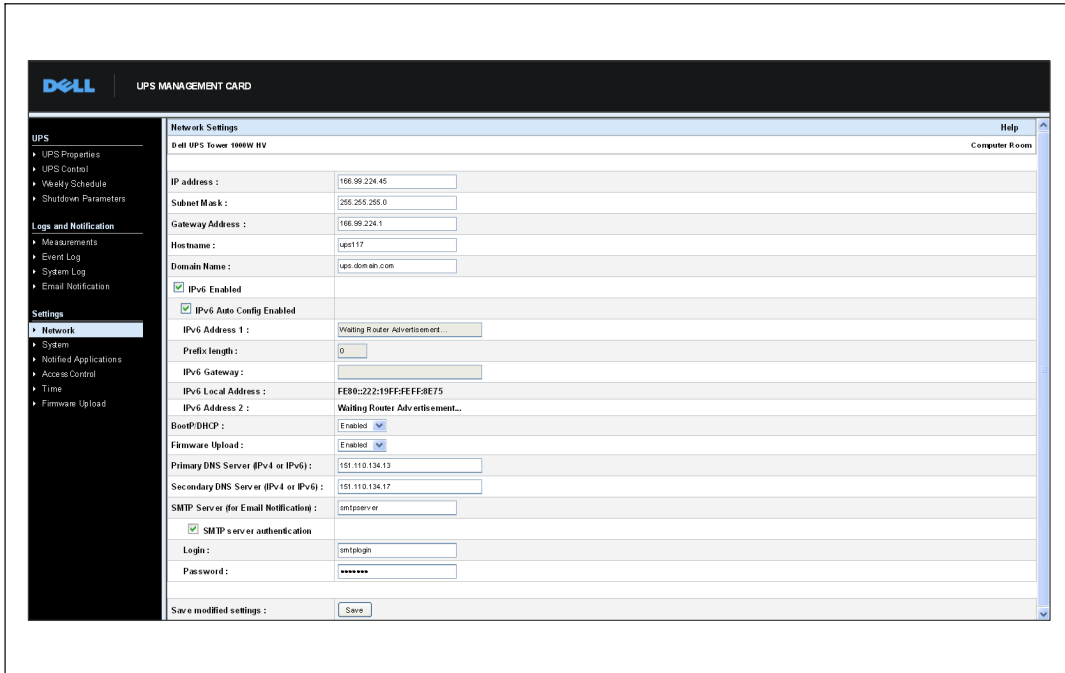 DELL
UPS MANAGEMENT CARD
UPS
UPS Properties
UPS Control
Weekly Schedule
Shutdown Parameters
Logs and Notification
Measurements
Event Log
System Log
Email Notification
Settings
Network
System
Notified Applications
Access Control
Time
Firmware Upload
Network Settings Help
Dell UPS Tower 1000W HV Computer Room
IP address : 166.99.224.45
Subnet Mask : 255.255.255.0
Gateway Address : 166.99.224.1
Hostname : ups117
Domain Name : ups.domain.com
IPv6 Enabled
IPv6 Auto Config Enabled
IPv6 Address 1 : Waiting Router Advertisement...
Prefix length : 0
IPv6 Gateway :
IPv6 Local Address : FE80::222:19FF:FEFF:8E75
IPv6 Address 2 : Waiting Router Advertisement...
BootP/DHCP : Enabled
Firmware Upload : Enabled
Primary DNS Server (IPv4 or IPv6) : 151.110.134.13
Secondary DNS Server (IPv4 or IPv6) : 151.110.134.17
SMTP Server (for Email Notification) : smtpserver
SMTP server authentication
Login : smtplogin
Password : •••••••
Save modified settings : Save